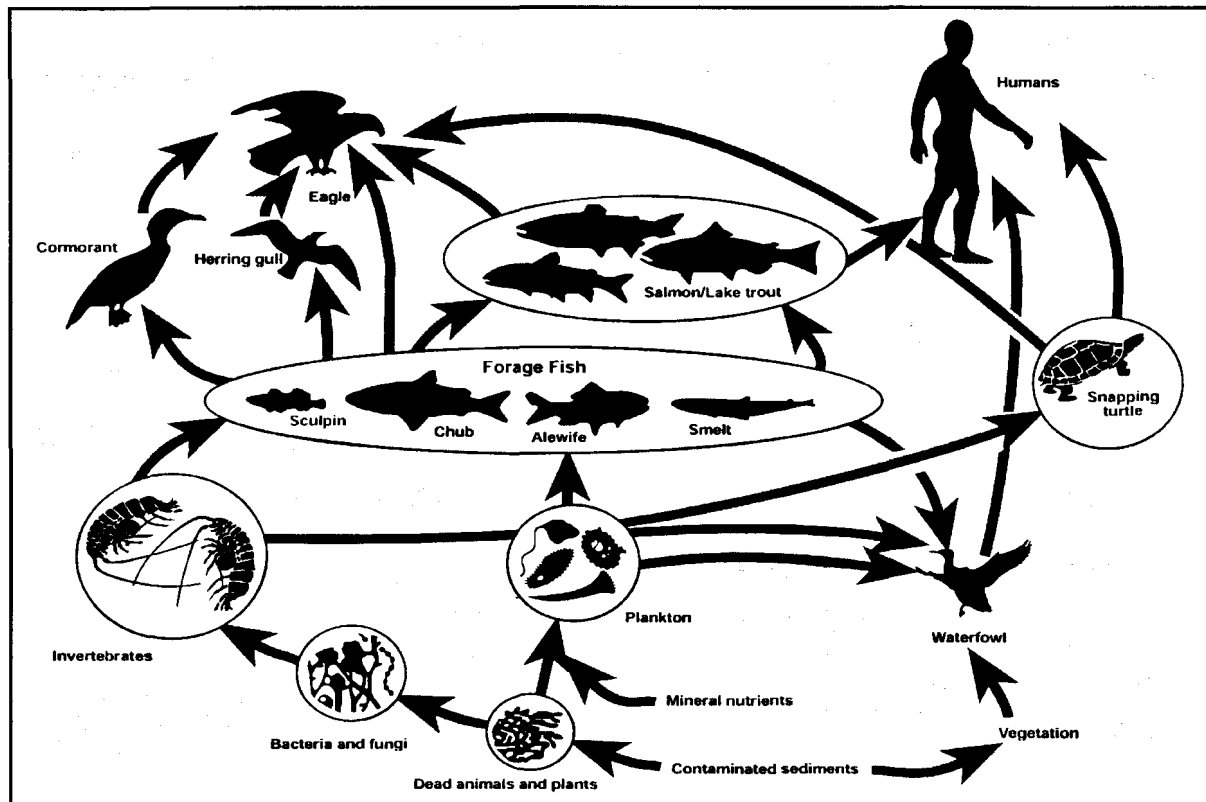 Humans
Eagle
Cormorant
Herring gull
Salmon/Lake trout
Forage Fish
Sculpin
Chub
Alewife
Smelt
Snapping
turtle
Plankton
Waterfowl
Invertebrates
Mineral nutrients
Bacteria and fungi
Vegetation
Contaminated sediments
Dead animals and plants